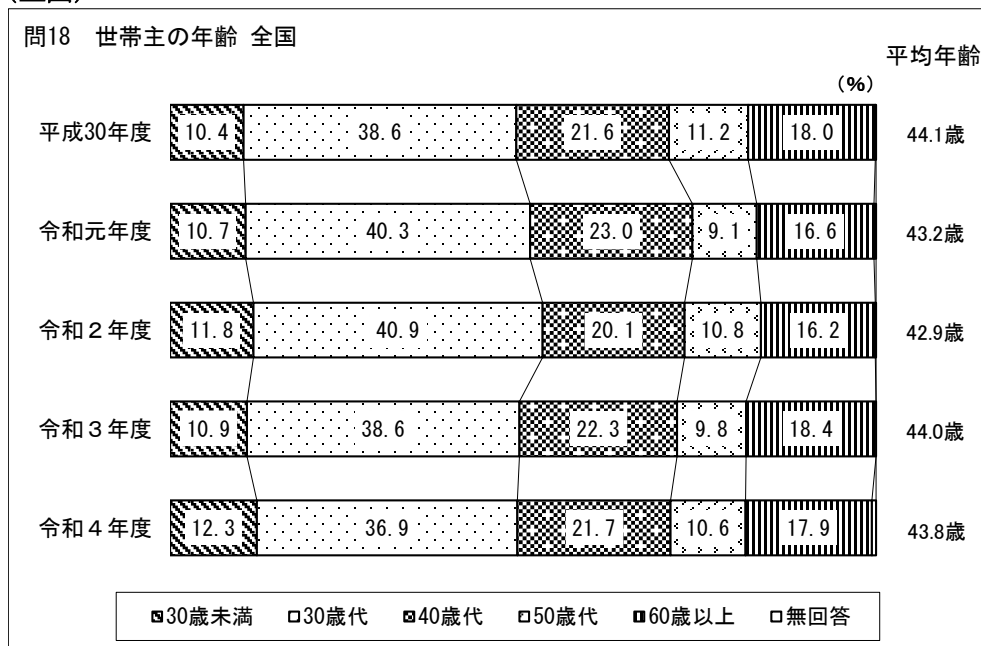 問18　世帯主の年齢 全国
平均年齢
(%)
平成30年度 10.4 38.6 21.6 11.2 18.0 44.1歳
令和元年度 10.7 40.3 23.0 9.1 16.6 43.2歳
令和２年度 11.8 40.9 20.1 10.8 16.2 42.9歳
令和３年度 10.9 38.6 22.3 9.8 18.4 44.0歳
令和４年度 12.3 36.9 21.7 10.6 17.9 43.8歳
30歳未満 30歳代 40歳代 50歳代 60歳以上 無回答